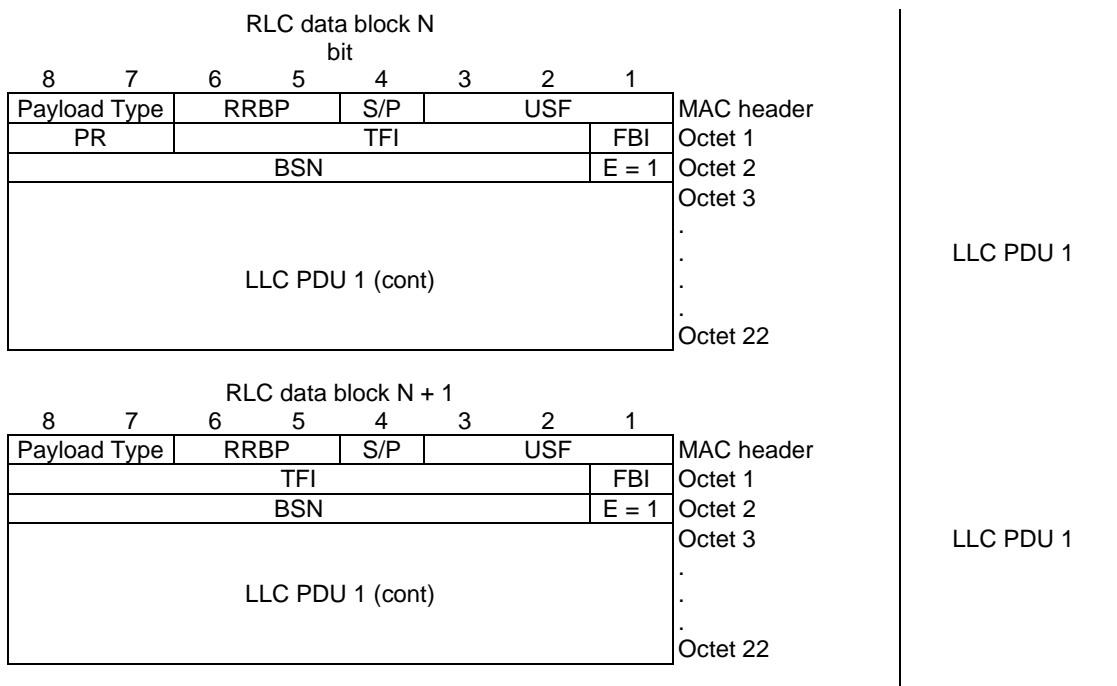 RLC data block N
bit
8 7 6 5 4 3 2 1
Payload Type RRBP S/P USF MAC header
PR TFI FBI Octet 1
BSN E = 1 Octet 2
Octet 3
.
.
LLC PDU 1
LLC PDU 1 (cont)
.
.
Octet 22
RLC data block N + 1
8 7 6 5 4 3 2 1
Payload Type RRBP S/P USF MAC header
TFI FBI Octet 1
BSN E = 1 Octet 2
Octet 3 LLC PDU 1
.
LLC PDU 1 (cont) .
.
Octet 22